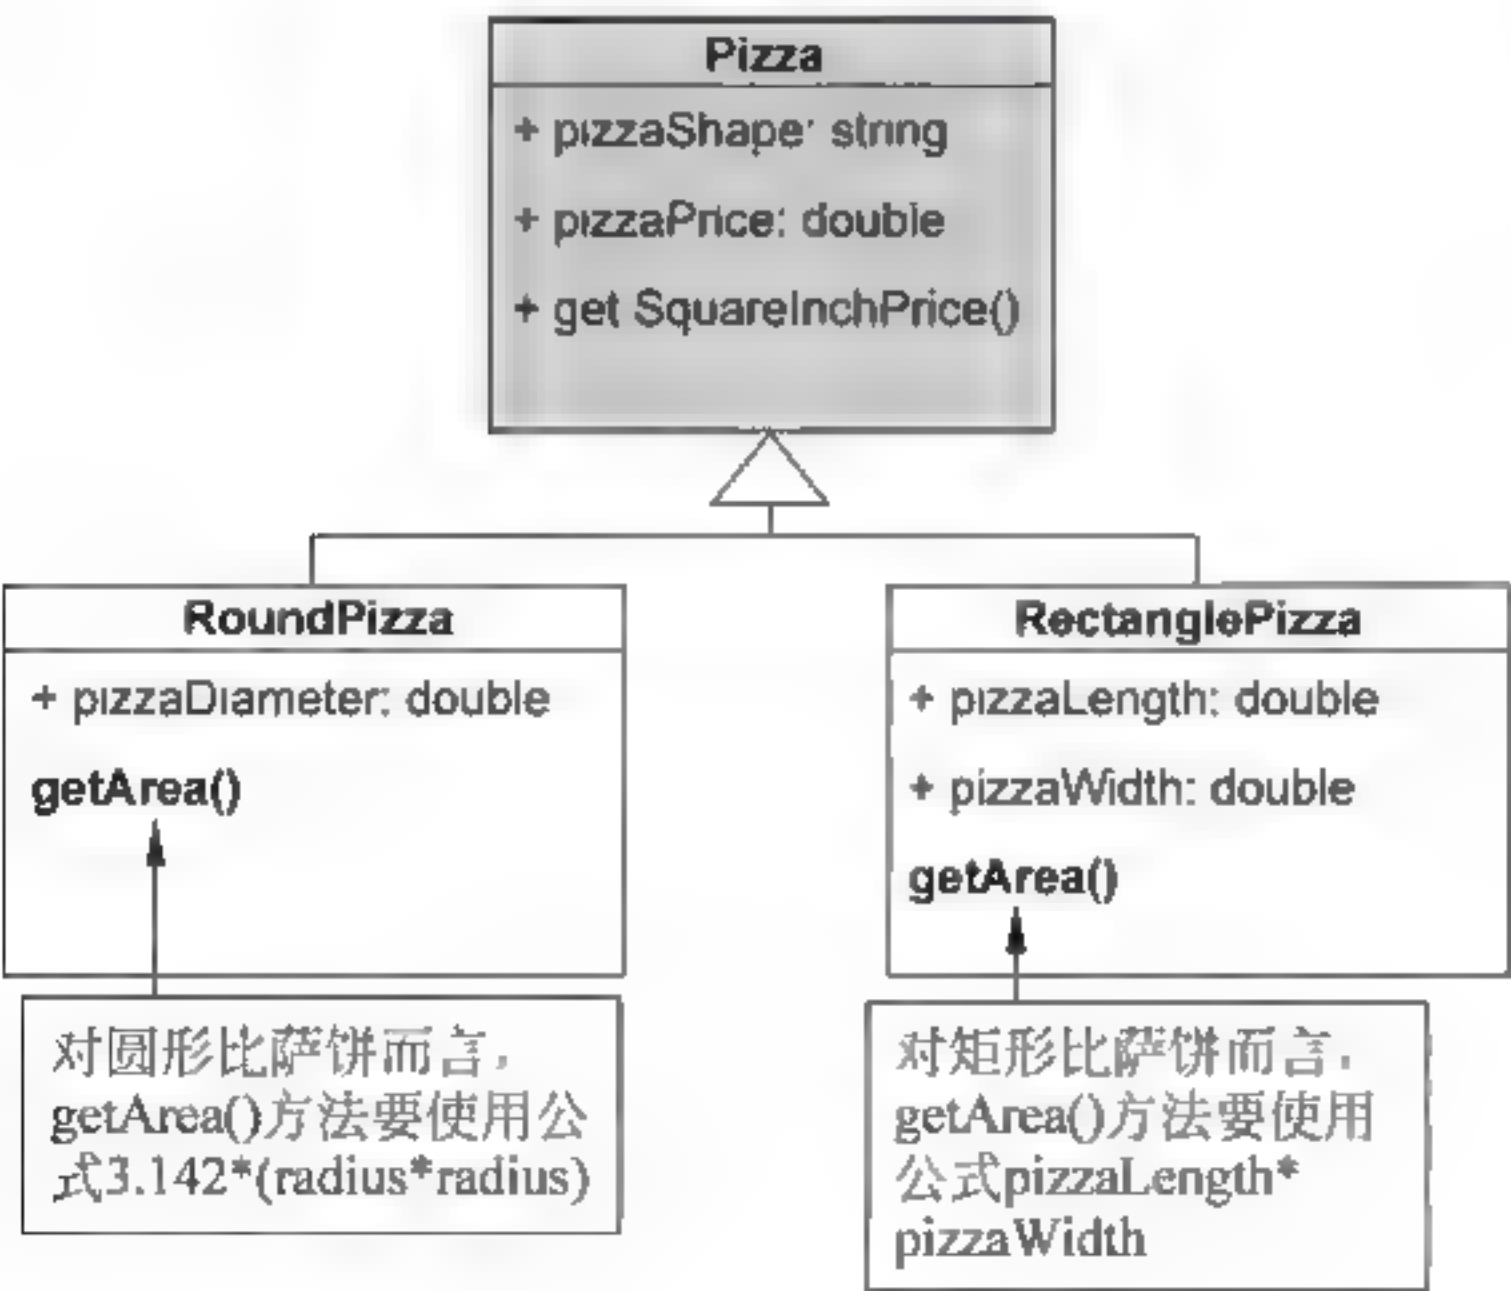 Pizza
+ pizzaShape: string
+ pizzaPrice: double
+ get SquareInchPrice()
RoundPizza
+ pizzaDiameter: double
getArea()
RectanglePizza
+ pizzaLength: double
+ pizzaWidth: double
getArea()
对圆形比萨饼而言，
getArea()方法要使用公
式3.142*(radius*radius)
对矩形比萨饼而言，
getArea()方法要使用
公式pizzaLength*
pizzaWidth